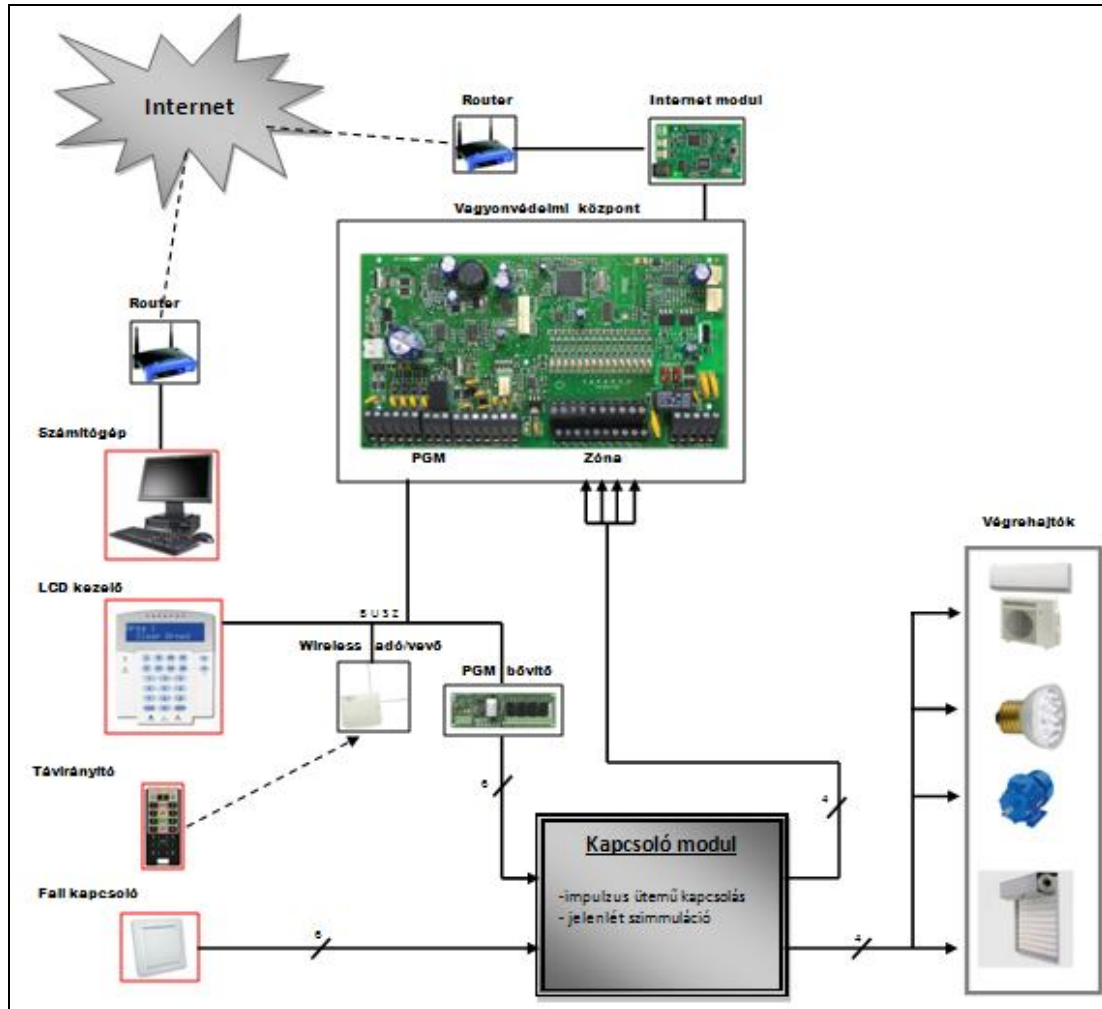 Internet
Router
Internet modul
Vagyonvédelmi központ
Router
PGM
Zóna
Számítógép
Végrehajtók
LCD kezelő
BUSZ
Wireless adó/vevő
PGM bővítő
Távirányító
6
4
Kapcsoló modul
-impulzus ütemű kapcsolás
- jelenlét szimmuláció
Fali kapcsoló
6
4